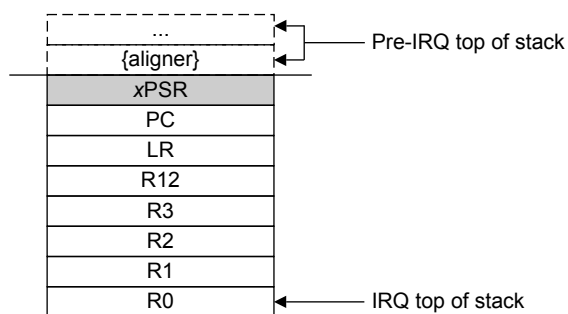 ...
Pre-IRQ top of stack
{aligner}
xPSR
PC
LR
R12
R3
R2
R1
R0
IRQ top of stack